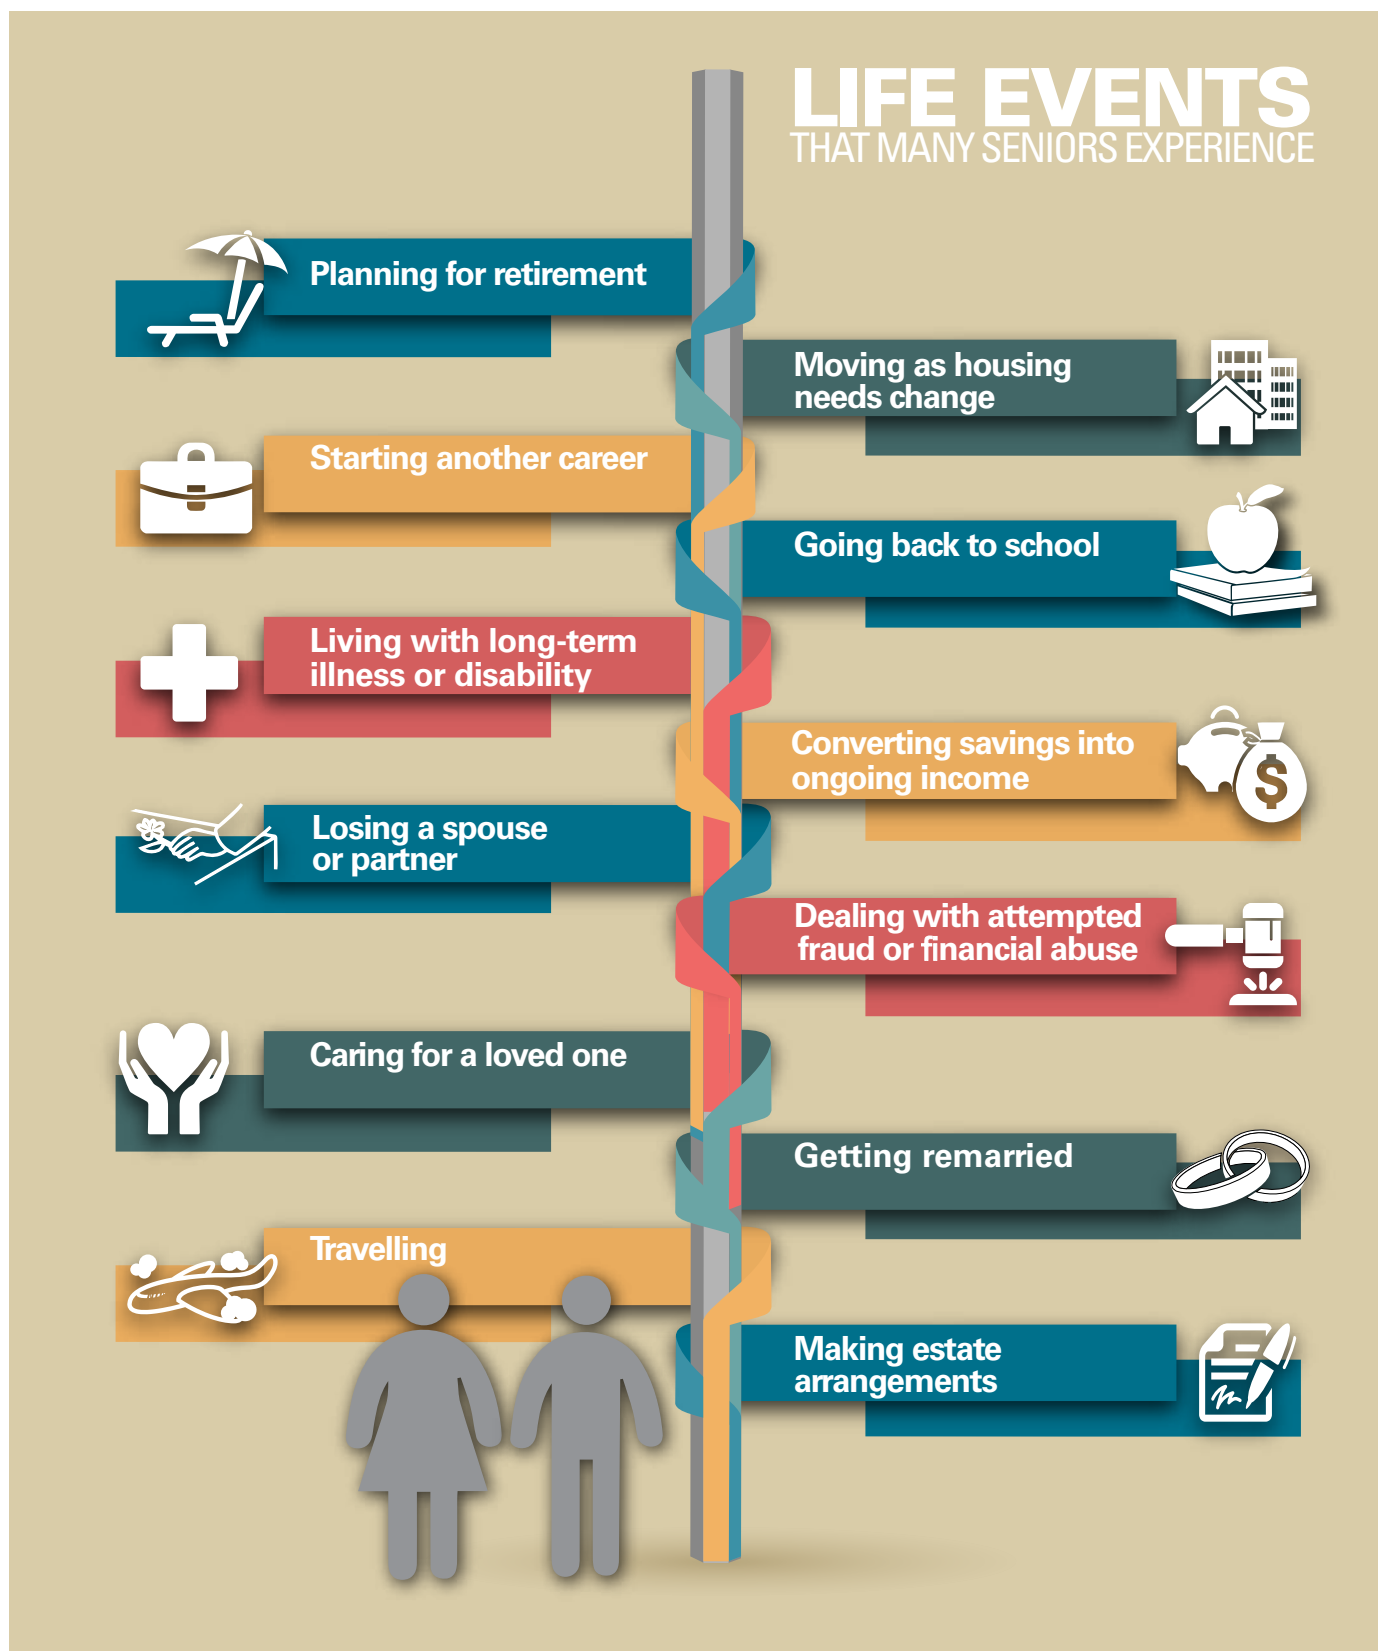 LIFE EVENTS
THAT MANY SENIORS EXPERIENCE
Planning for retirement
Moving as housing
needs change
Starting another career
Going back to school
Living with long-term
illness or disability
Converting savings into
ongoing income
$
Losing a spouse
or partner
Dealing with attempted
fraud or financial abuse
Caring for a loved one
Getting remarried
Travelling
Making estate
arrangements